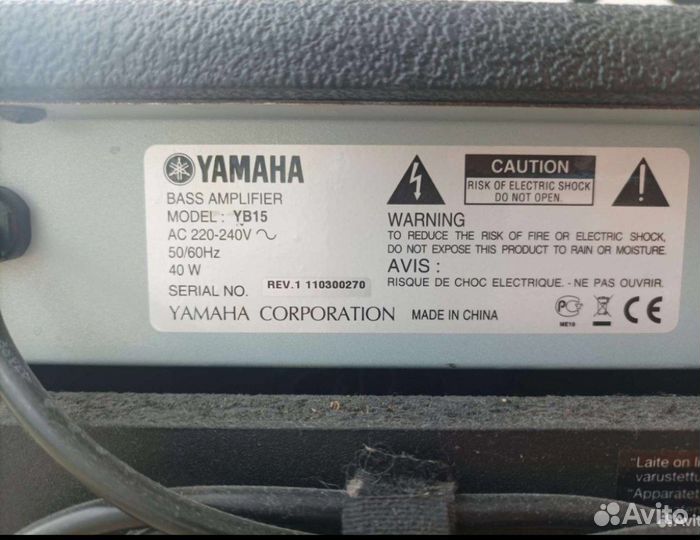 YAMAHA
BASS AMPLIFIER
MODEL : YB15
AC 220-240V
50/60Hz
40 W
SERIAL NO. REV.1 110300270
YAMAHA CORPORATION MADE IN CHINA
CAUTION
RISK OF ELECTRIC SHOCK
DO NOT OPEN.
WARNING
TO REDUCE THE RISK OF FIRE OR ELECTRIC SHOCK,
DO NOT EXPOSE THIS PRODUCT TO RAIN OR MOISTURE.
AVIS :
RISQUE DE CHOC ELECTRIQUE. - NE PAS OUVRIR.
ME10
CE
"Laite on li
varustettu
"Apparatet
Avito